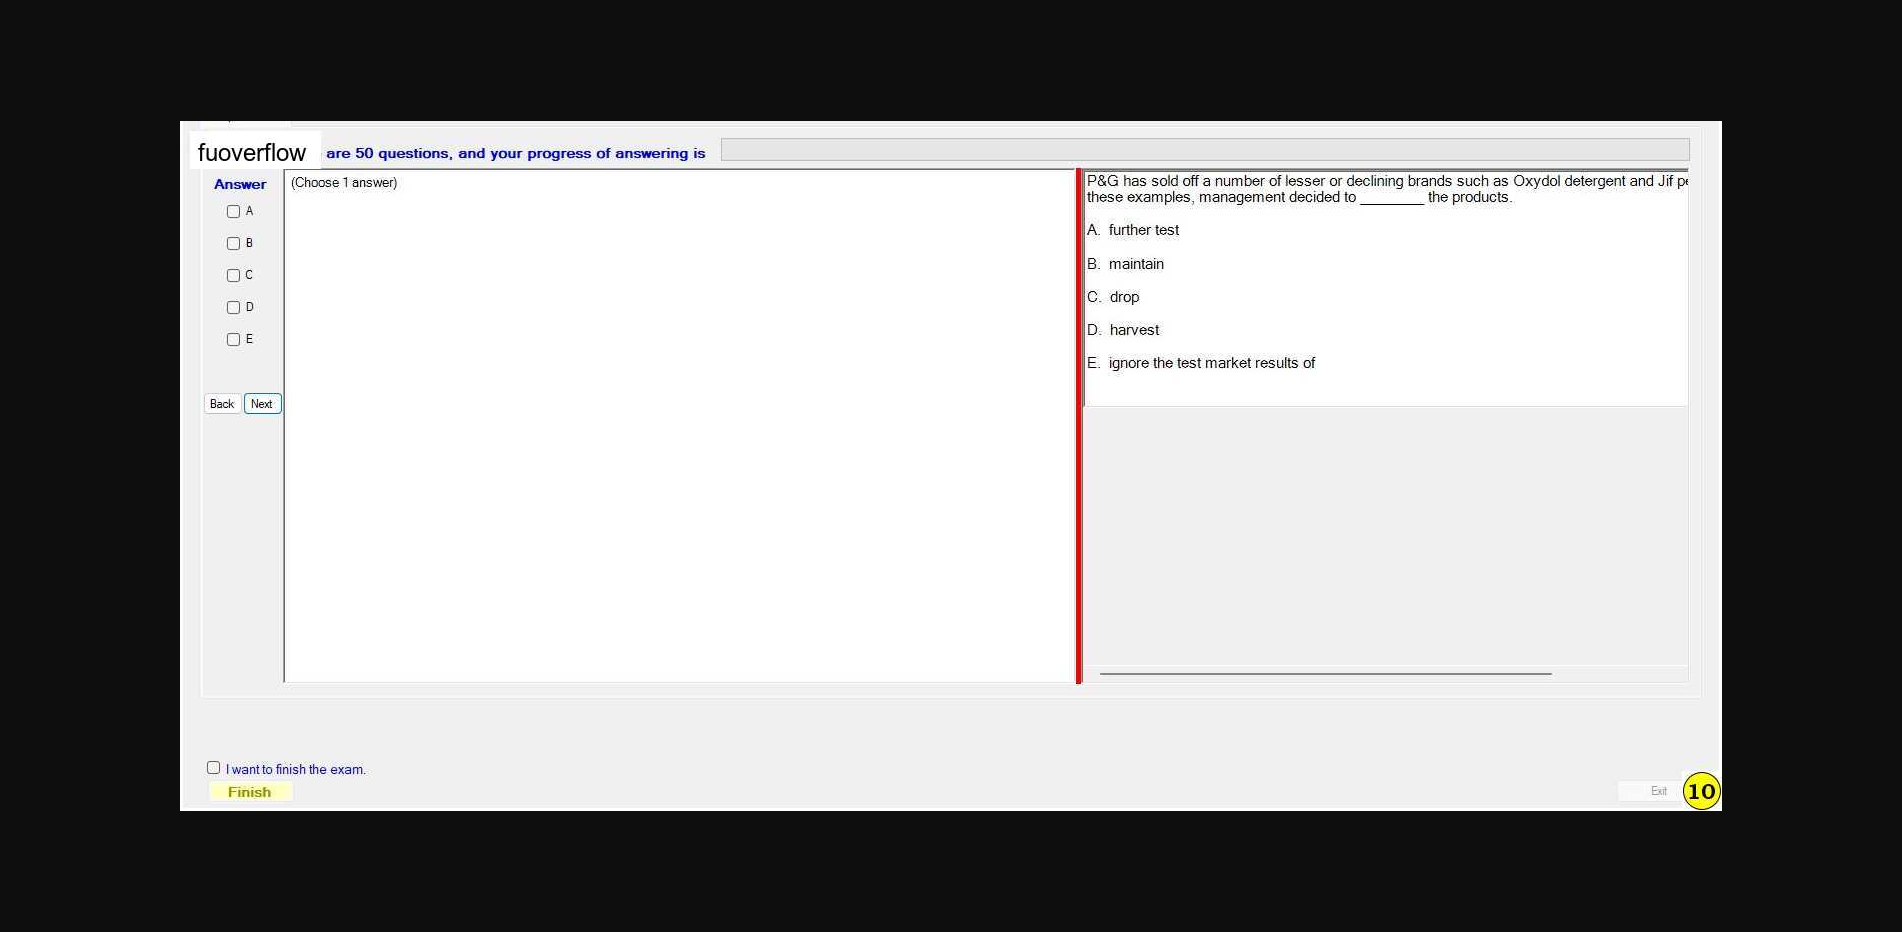 fuoverflow are 50 questions, and your progress of answering is
Answer
A
B
C
D
E
Back Next
(Choose 1 answer)
P&G has sold off a number of lesser or declining brands such as Oxydol detergent and Jif
these examples, management decided to ________ the products.
A. further test
B. maintain
C. drop
D. harvest
E. ignore the test market results of
I want to finish the exam.
Finish
Exit
10